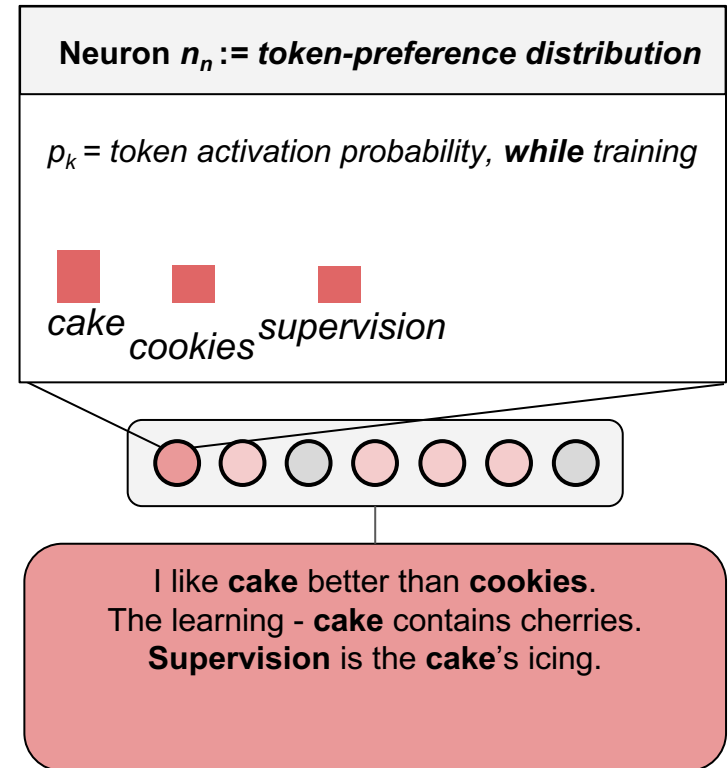 Neuron nₙ := token-preference distribution
pₖ = token activation probability, while training
cake cookies supervision
I like cake better than cookies.
The learning - cake contains cherries.
Supervision is the cake's icing.